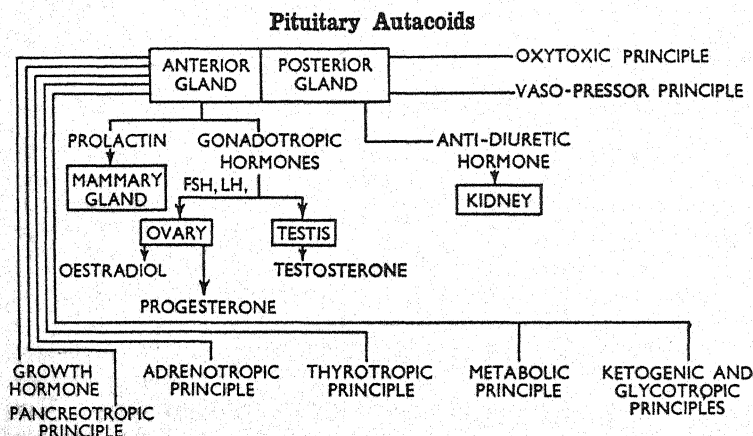 Pituitary Autacoids
ANTERIOR
GLAND
POSTERIOR
GLAND
OXYTOXIC PRINCIPLE
VASO-PRESSOR PRINCIPLE
PROLACTIN
GONADOTROPIC
HORMONES
ANTI-DIURETIC
HORMONE
MAMMARY
GLAND
FSH, LH,
KIDNEY
OVARY
TESTIS
OESTRADIOL
TESTOSTERONE
PROGESTERONE
GROWTH
HORMONE
PANCREOTROPIC
PRINCIPLE
ADRENOTROPIC
PRINCIPLE
THYROTROPIC
PRINCIPLE
METABOLIC
PRINCIPLE
KETOGENIC AND
GLYCOTROPIC
PRINCIPLES